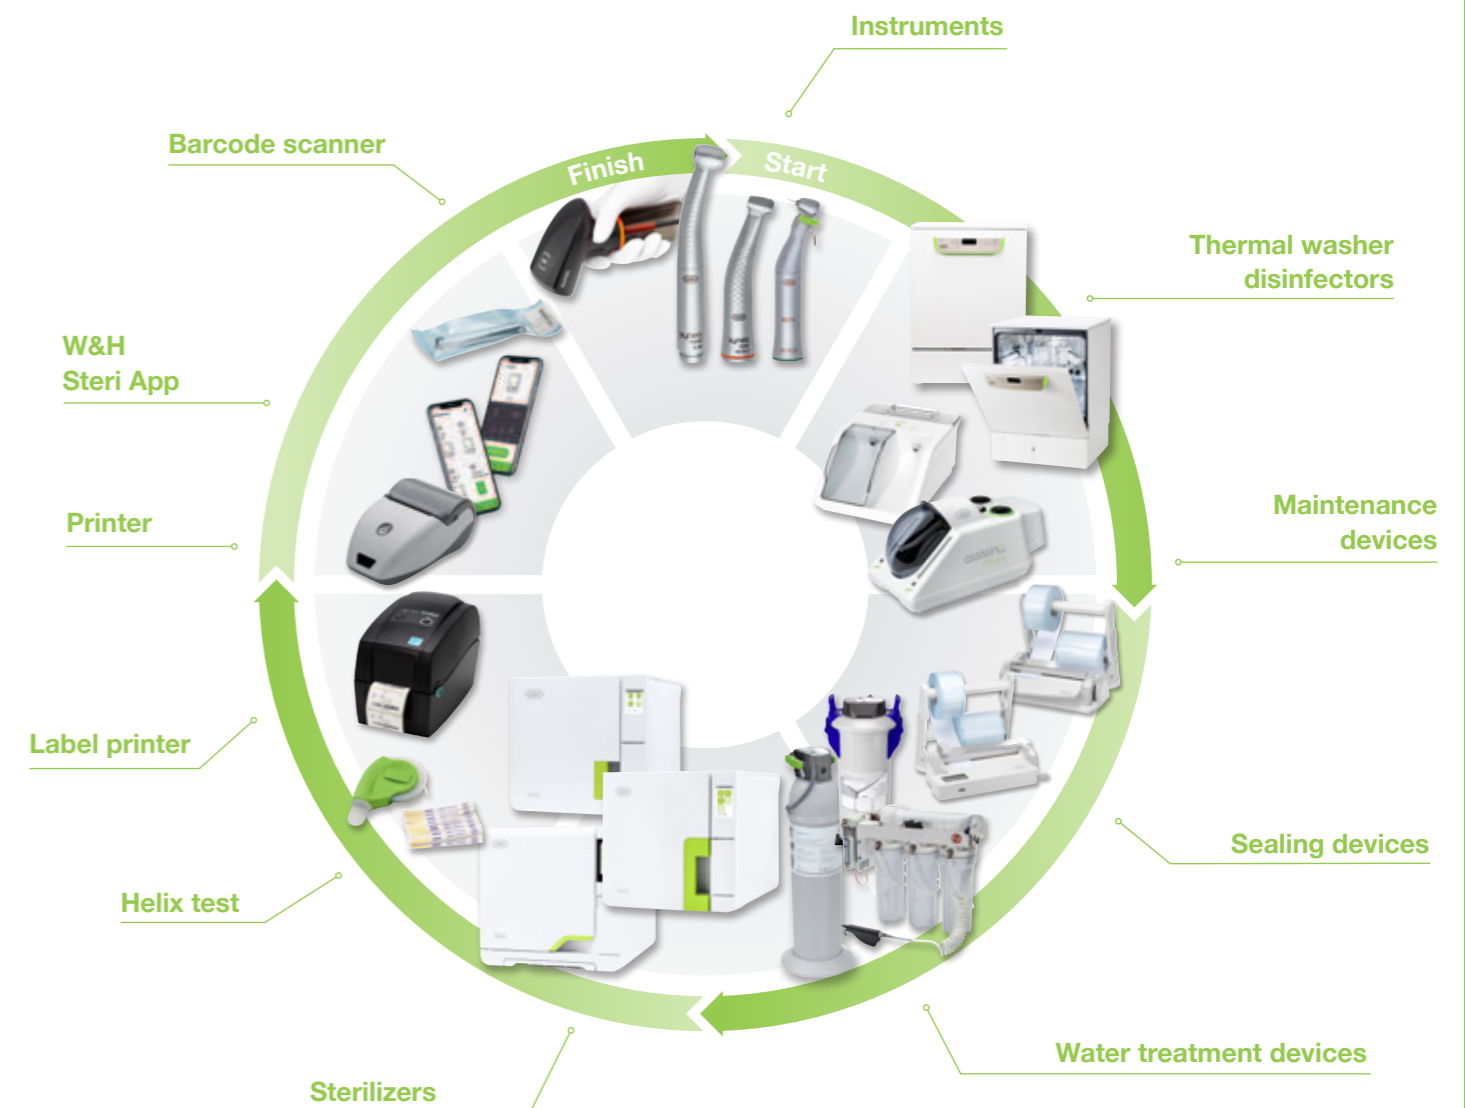 Instruments
Barcode scanner
Finish
Start
Thermal washer
disinfectors
W&H
Steri App
Printer
Maintenance
devices
assistina
Label printer
Sealing devices
Helix test
Water treatment devices
Sterilizers